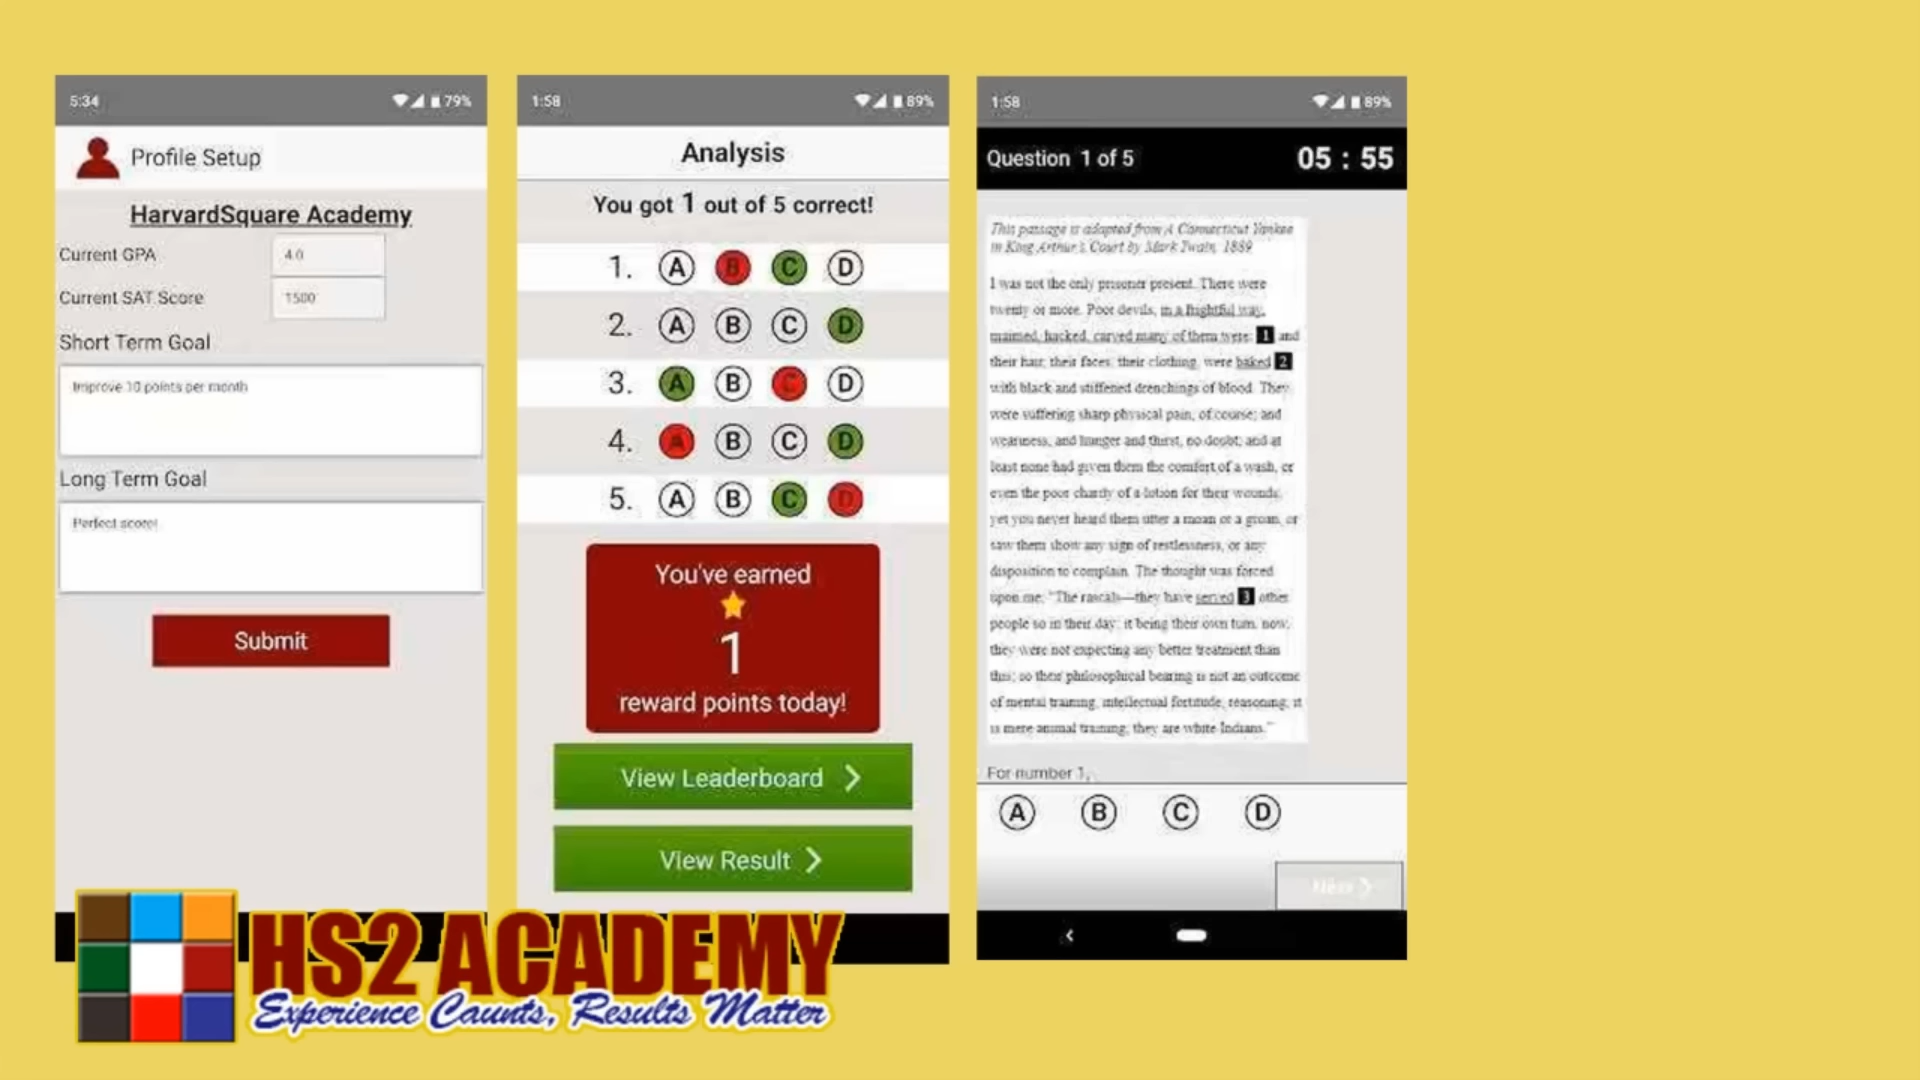 5:34
79%
Profile Setup
HarvardSquare Academy
Current GPA
4.0
Current SAT Score
1500
Short Term Goal
Improve 10 points per month
Long Term Goal
Perfect score!
Submit
1:58
89%
Analysis
You got 1 out of 5 correct!
1. A B C D
2. A B C D
3. A B C D
4. A B C D
5. A B C D
You've earned
1
reward points today!
View Leaderboard
View Result
1:58
89%
Question 1 of 5
05 : 55
This passage is adapted from A Connecticut Yankee
in King Arthur's Court by Mark Twain, 1889
I was not the only prisoner present. There were
twenty or more. Poor devils, in a frightful way,
maimed, hacked, carved many of them were: 1 and
their hair, their faces, their clothing, were baked 2
with black and stiffened drenchings of blood. They
were suffering sharp physical pain, of course; and
weariness, and hunger and thirst, no doubt; and at
least none had given them the comfort of a wash, or
even the poor charity of a lotion for their wounds;
yet you never heard them utter a moan or a groan, or
saw them show any sign of restlessness, or any
disposition to complain. The thought was forced
upon me: "The rascals—they have served 3 other
people so in their day; it being their own turn, now,
they were not expecting any better treatment than
this; so their philosophical bearing is not an outcome
of mental training, intellectual fortitude, reasoning; it
is mere animal training; they are white Indians."
For number 1,
A B C D
Next
HS2 ACADEMY
Experience Counts, Results Matter